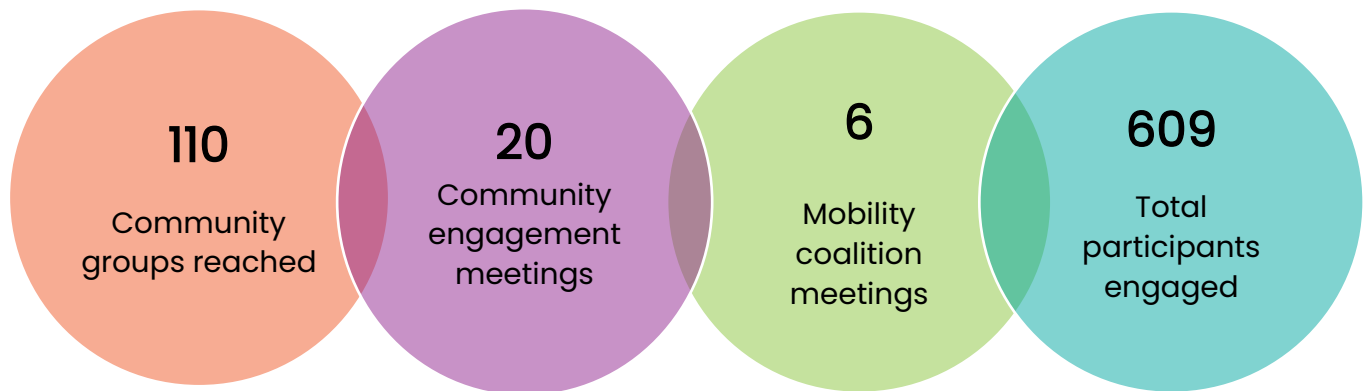 110
Community
groups reached
20
Community
engagement
meetings
6
Mobility
coalition
meetings
609
Total
participants
engaged